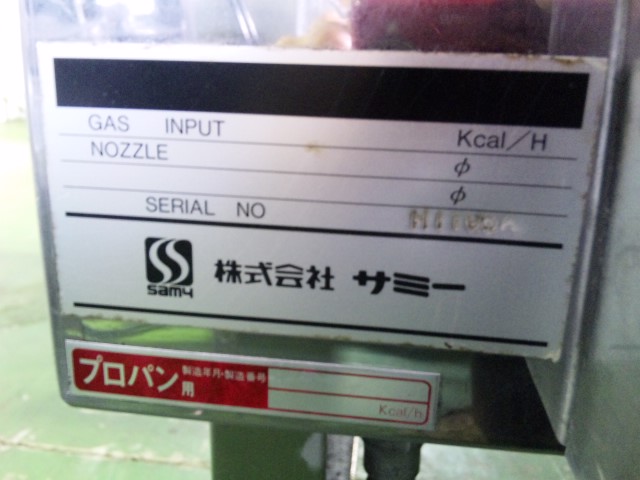 GAS INPUT Kcal/H
NOZZLE φ
φ
SERIAL NO
samy 株式会社 サミー
プロパン用 製造年月・製造番号
Kcal/h